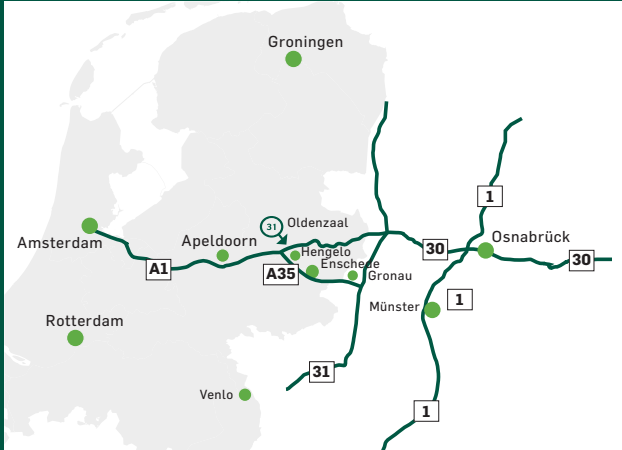 Groningen
1
31
Oldenzaal
Amsterdam
Apeldoorn
Hengelo
30
Osnabrück
A1
A35
Enschede
Gronau
30
Münster
1
Rotterdam
31
Venlo
1